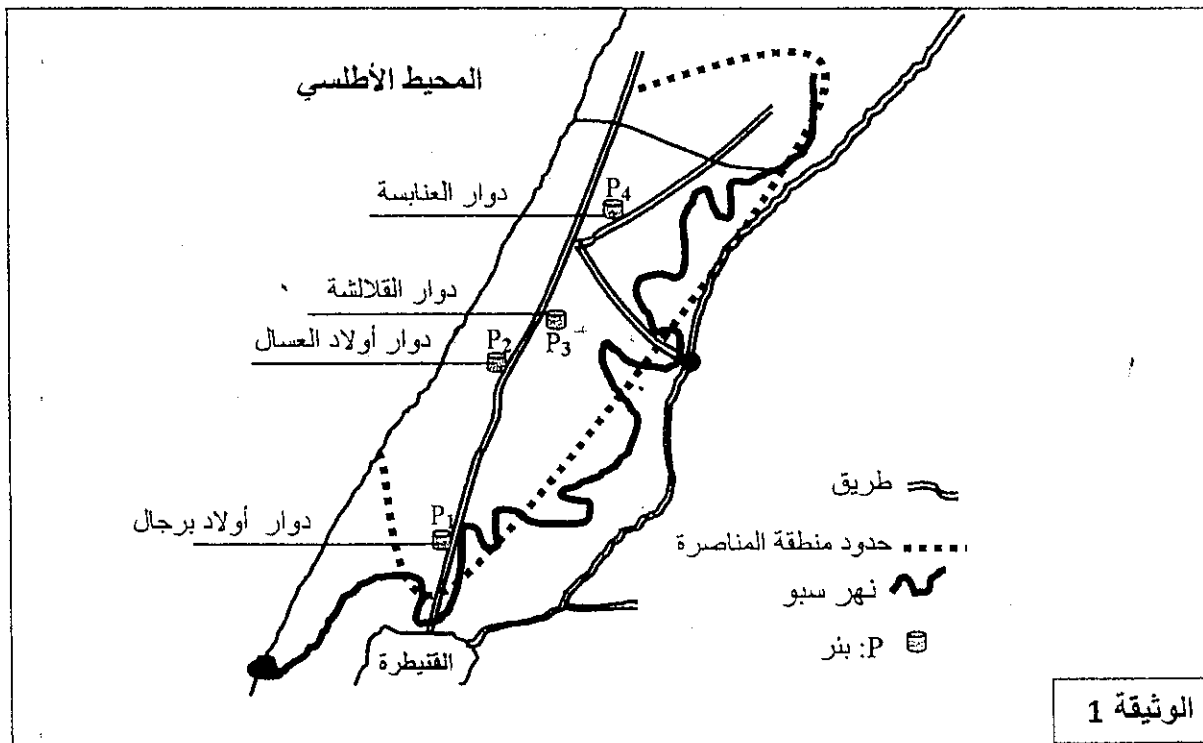 المحيط الأطلسي
دوار العنابسة
P4
دوار القلالشة
P3
دوار أولاد العسال
P2
دوار أولاد برجال
P1
القنيطرة
طريق
حدود منطقة المناصرة
نهر سبو
P: بئر
الوثيقة 1